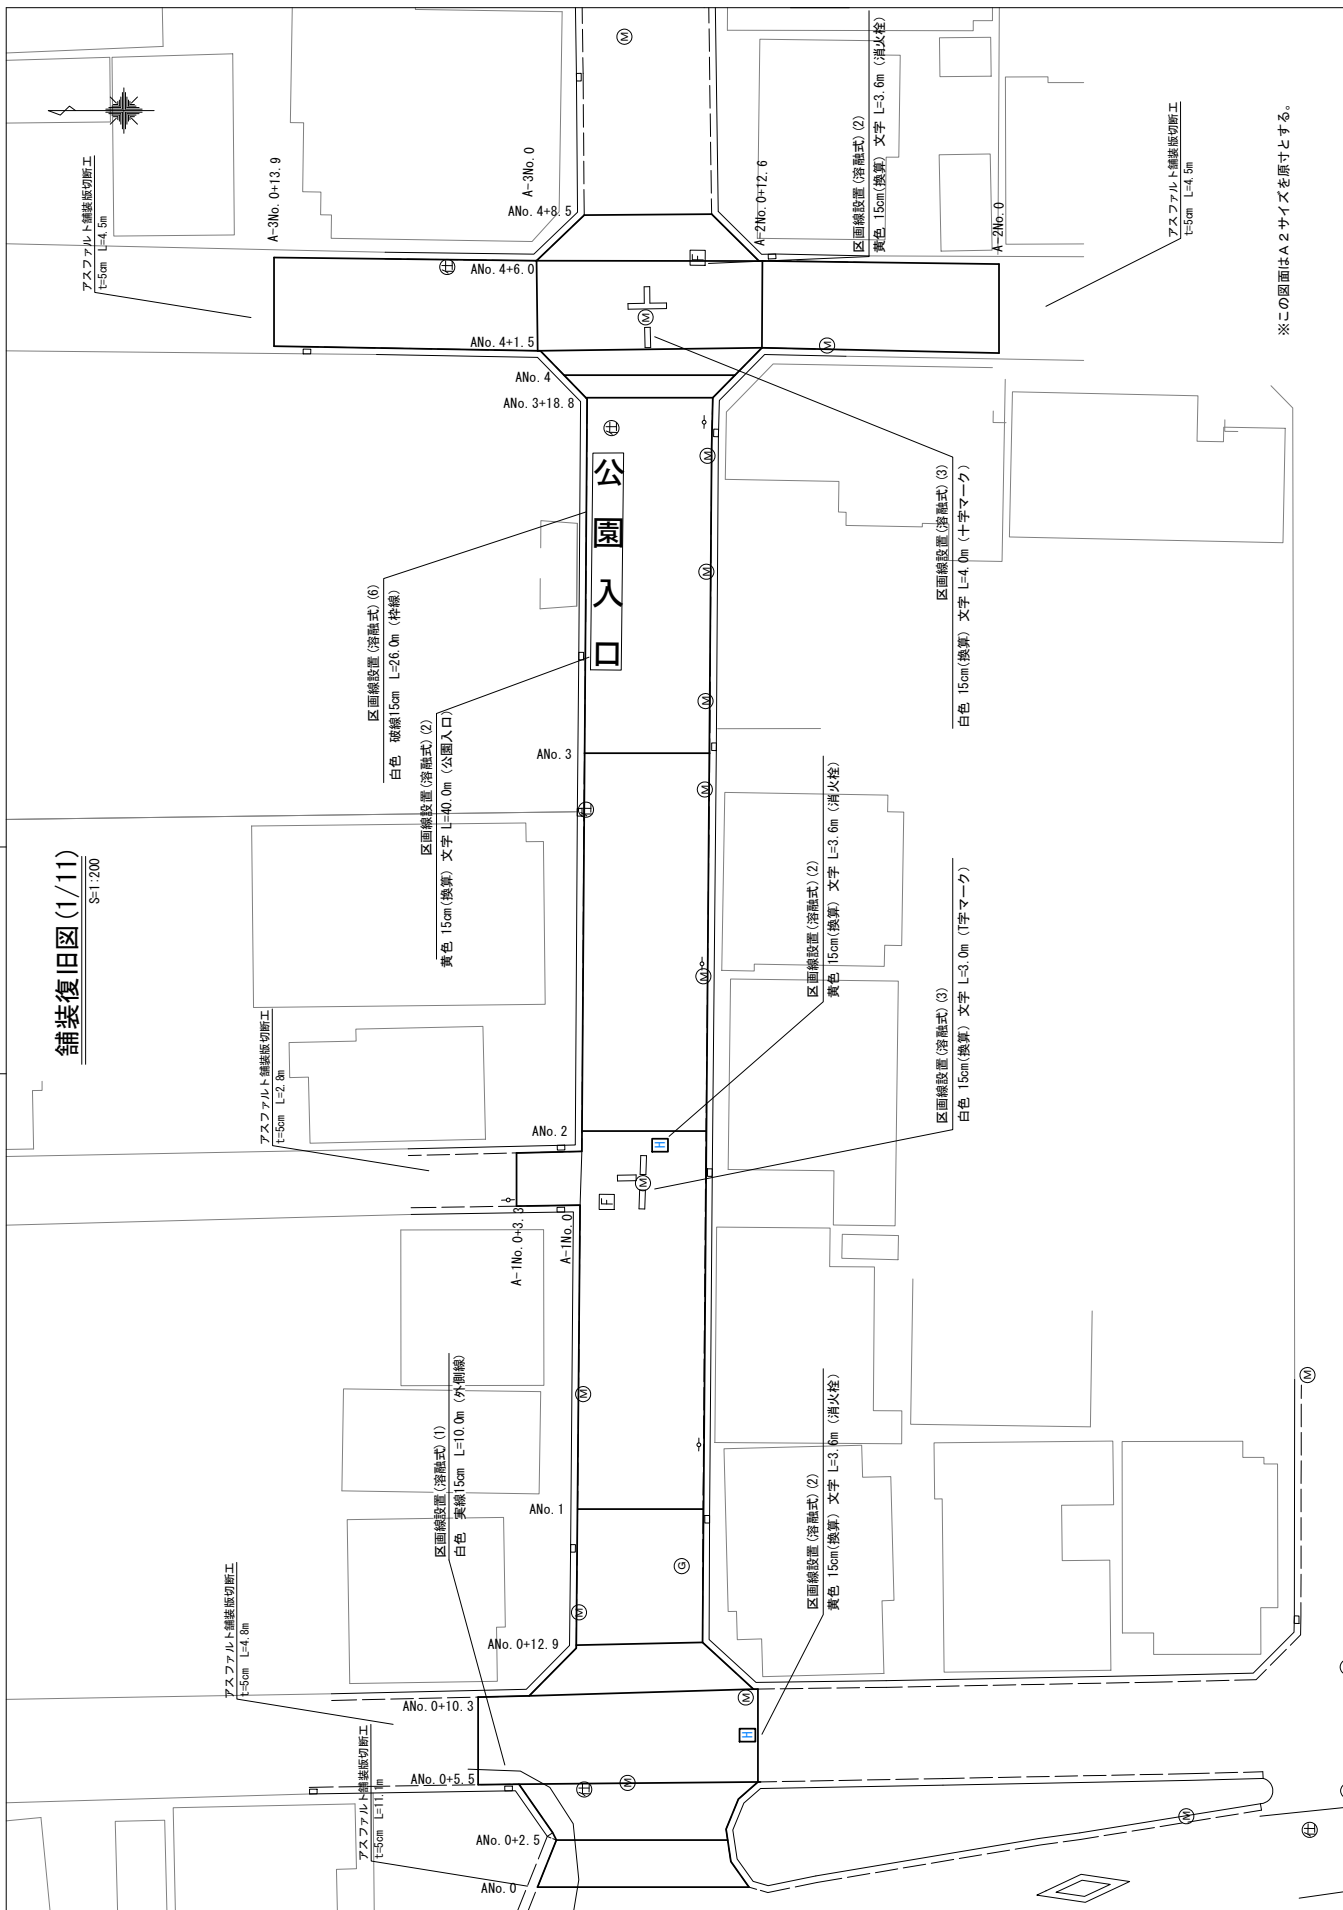 舗装復旧図(1/11)
S=1:200
アスファルト舗装版切断工
t=5cm L=4.5m
A-3No.0+13.9
A-3No.0
ANo.4+8.5
ANo.4+6.0
ANo.4+1.5
ANo.4
ANo.3+18.8
A-2No.0+12.6
A-2No.0
区画線設置(溶融式)(2)
黄色 15cm(換算) 文字 L=3.6m (消火栓)
アスファルト舗装版切断工
t=5cm L=4.5m
※この図面はA2サイズを原寸とする。
F
M
M
M
M
仕
仕
公園入口
区画線設置(溶融式)(6)
白色 破線15cm L=26.0m (枠線)
区画線設置(溶融式)(2)
黄色 15cm(換算) 文字 L=40.0m (公園入口)
区画線設置(溶融式)(3)
白色 15cm(換算) 文字 L=4.0m (十字マーク)
M
M
M
ANo.3
仕
M
M
区画線設置(溶融式)(2)
黄色 15cm(換算) 文字 L=3.6m (消火栓)
区画線設置(溶融式)(3)
白色 15cm(換算) 文字 L=3.0m (T字マーク)
アスファルト舗装版切断工
t=5cm L=2.8m
ANo.2
H
M
F
A-1No.0+3.3
A-1No.0
M
区画線設置(溶融式)(1)
白色 実線15cm L=10.0m (外側線)
ANo.1
G
M
区画線設置(溶融式)(2)
黄色 15cm(換算) 文字 L=3.6m (消火栓)
M
アスファルト舗装版切断工
t=5cm L=4.8m
ANo.0+12.9
ANo.0+10.3
M
H
アスファルト舗装版切断工
t=5cm L=11.1m
ANo.0+5.5
仕
M
ANo.0+2.5
ANo.0
M
仕